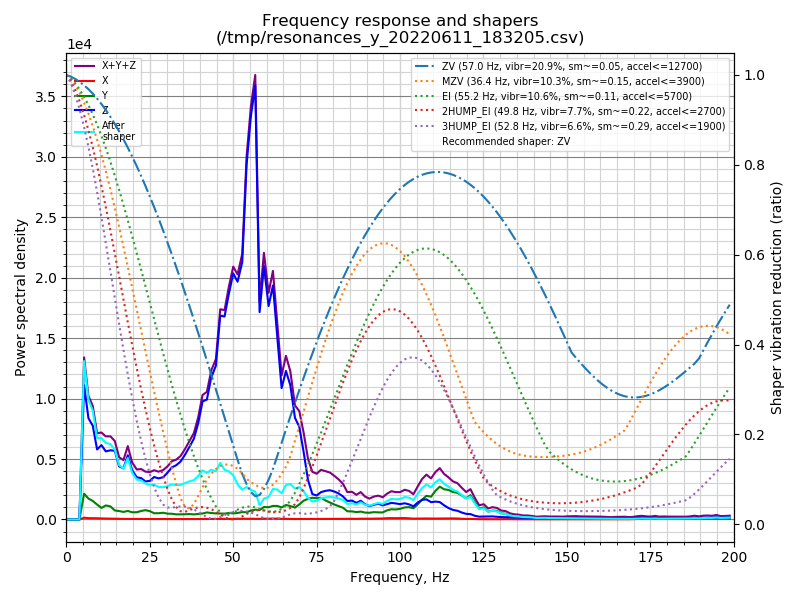 Frequency response and shapers
(/tmp/resonances_y_20220611_183205.csv)
1e4
X+Y+Z
X
Y
Z
After
shaper
ZV (57.0 Hz, vibr=20.9%, sm~=0.05, accel<=12700)
MZV (36.4 Hz, vibr=10.3%, sm~=0.15, accel<=3900)
EI (55.2 Hz, vibr=10.6%, sm~=0.11, accel<=5700)
2HUMP_EI (49.8 Hz, vibr=7.7%, sm~=0.22, accel<=2700)
3HUMP_EI (52.8 Hz, vibr=6.6%, sm~=0.29, accel<=1900)
Recommended shaper: ZV
Power spectral density
3.5
3.0
2.5
2.0
1.5
1.0
0.5
0.0
1.0
0.8
0.6
0.4
0.2
0.0
Shaper vibration reduction (ratio)
0 25 50 75 100 125 150 175 200
Frequency, Hz